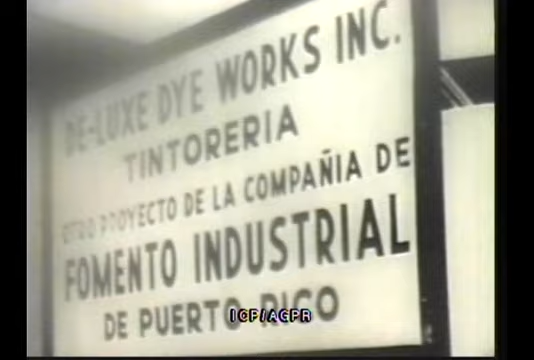 DE-LUXE DYE WORKS INC.
TINTORERIA
OTRO PROYECTO DE LA COMPAÑIA DE
FOMENTO INDUSTRIAL
DE PUERTO RICO
ICP/ACPR